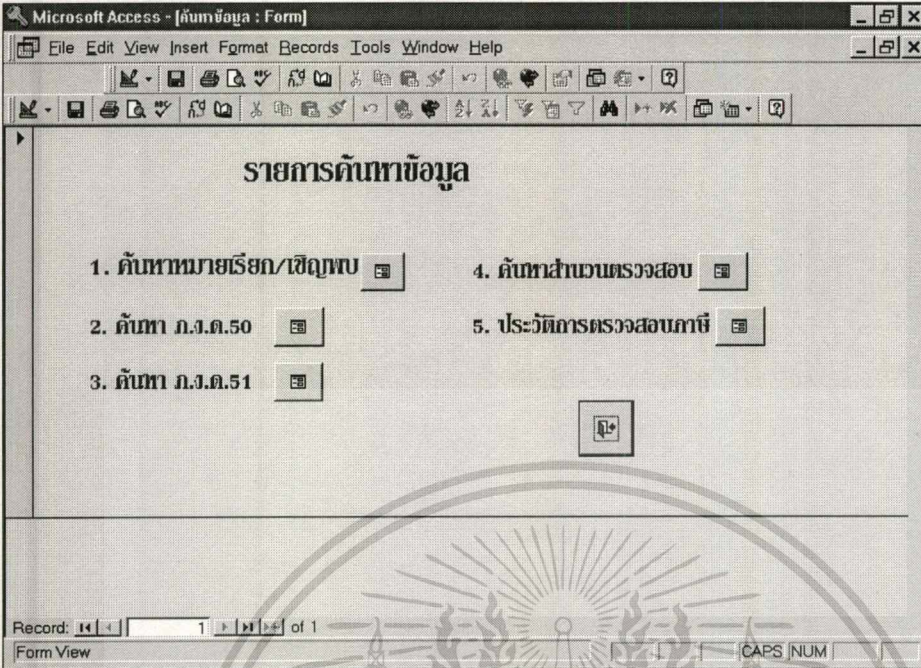 Microsoft Access - [ค้นหาข้อมูล : Form]
File Edit View Insert Format Records Tools Window Help
รายการค้นหาข้อมูล
1. ค้นหาหมายเรียก/เชิญพบ
2. ค้นหา ภ.ง.ด.50
3. ค้นหา ภ.ง.ด.51
4. ค้นหาสำนวนตรวจสอบ
5. ประวัติการตรวจสอบภาษี
Record: 1 of 1
Form View CAPS NUM